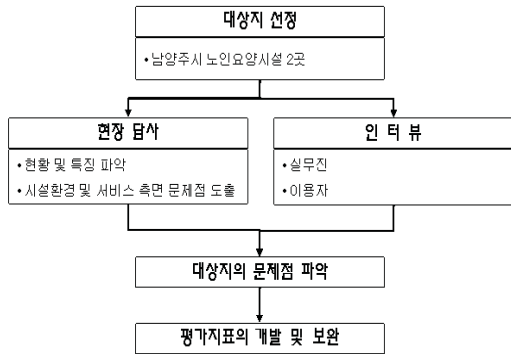 대상지 선정
• 남양주시 노인요양시설 2곳
현장 답사
• 현황 및 특징 파악
• 시설환경 및 서비스 측면 문제점 도출
인 터 뷰
• 실무진
• 이용자
대상지의 문제점 파악
평가지표의 개발 및 보완